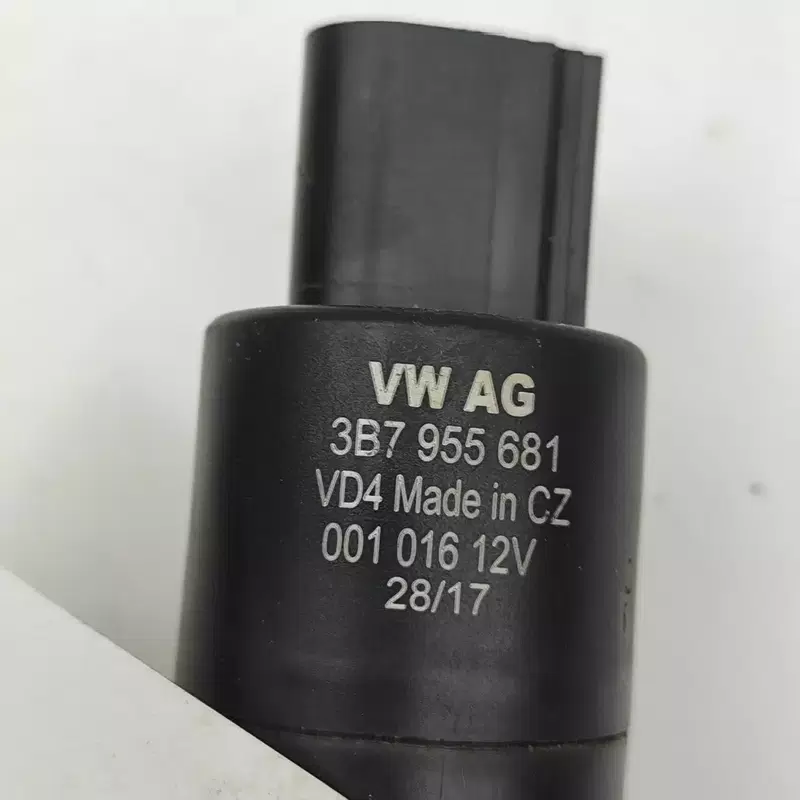 VW AG
3B7 955 681
VD4 Made in CZ
001 016 12V
28/17